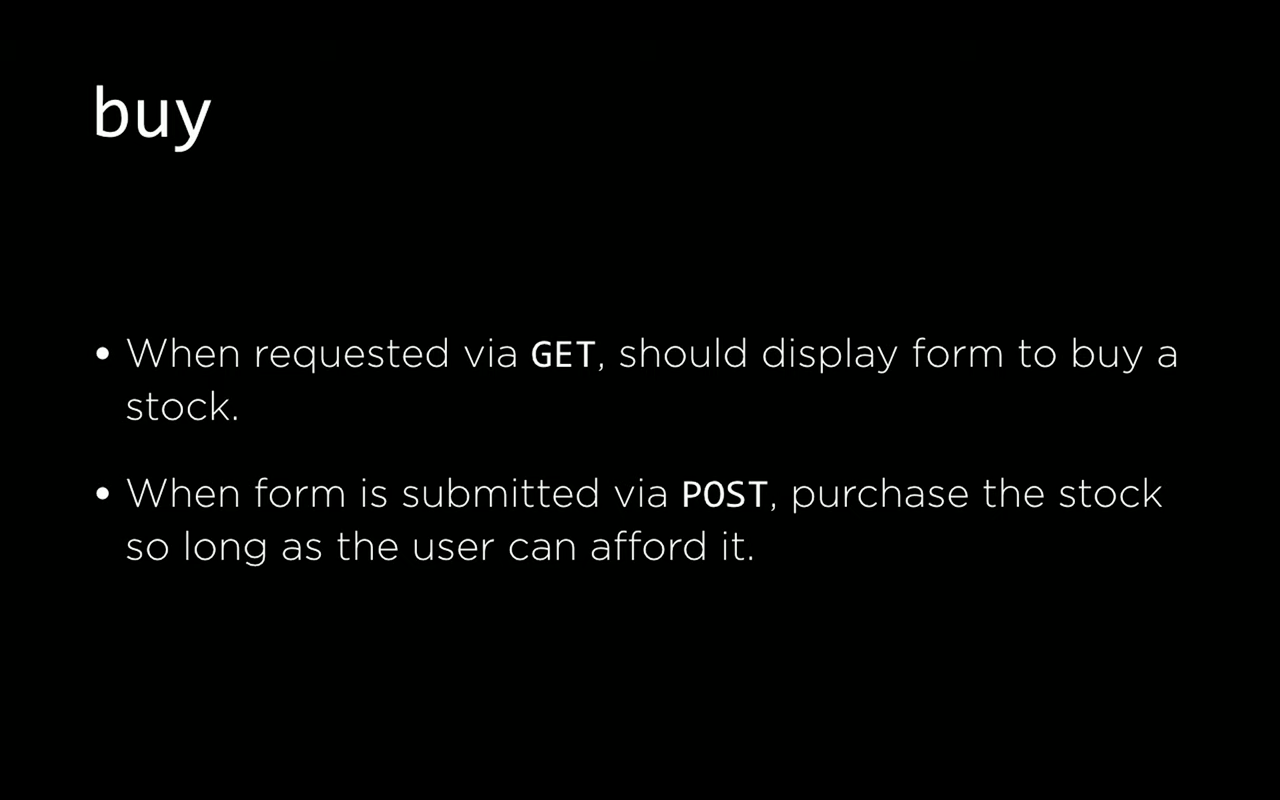 buy
• When requested via GET, should display form to buy a
stock.
• When form is submitted via POST, purchase the stock
so long as the user can afford it.